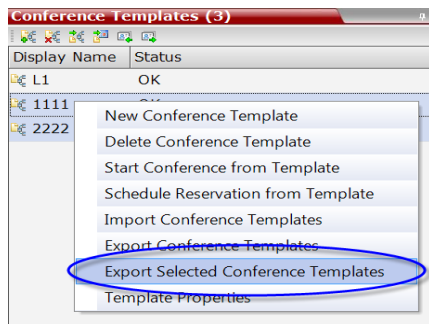 Conference Templates (3)
Display Name Status
L1 OK
1111 OK
2222
New Conference Template
Delete Conference Template
Start Conference from Template
Schedule Reservation from Template
Import Conference Templates
Export Conference Templates
Export Selected Conference Templates
Template Properties